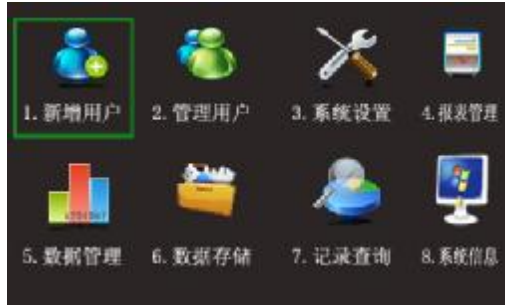 1. 新增用户 2. 管理用户 3. 系统设置 4. 报表管理
5. 数据管理 6. 数据存储 7. 记录查询 8. 系统信息